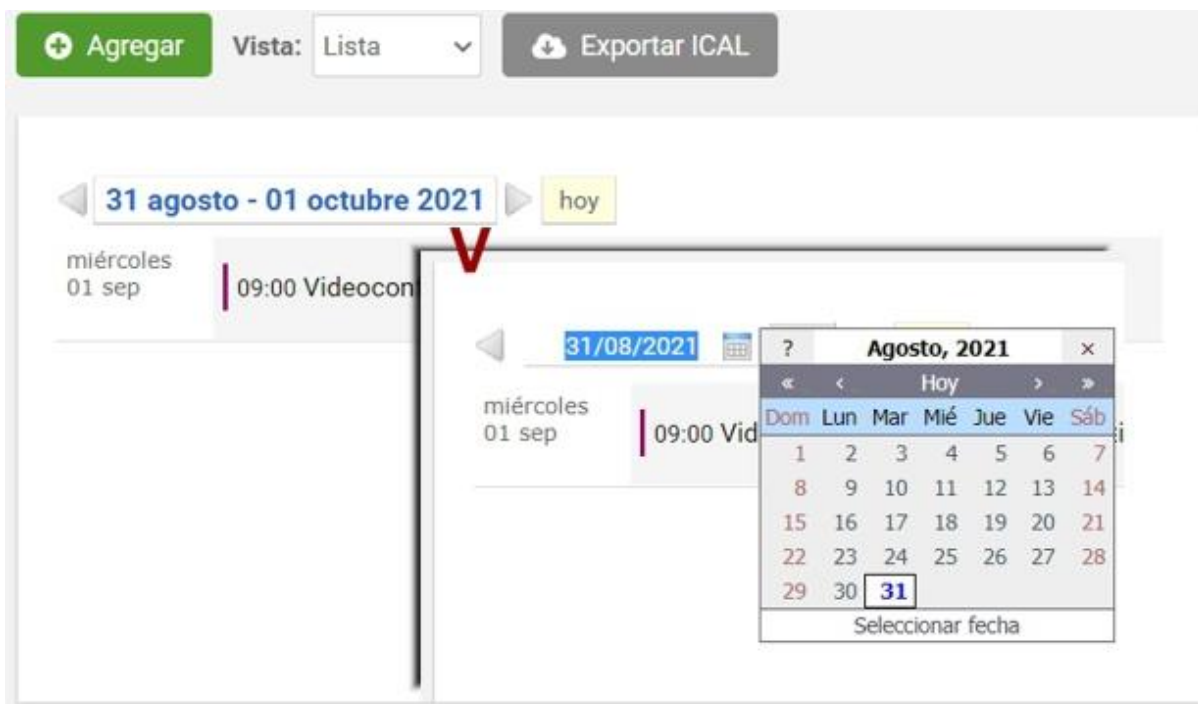 Agregar Vista: Lista Exportar ICAL
31 agosto - 01 octubre 2021 hoy
V
miércoles
01 sep
09:00 Videocon
31/08/2021
miércoles
01 sep
09:00 Vid
? Agosto, 2021 ×
« ‹ Hoy › »
Dom Lun Mar Mié Jue Vie Sáb
1 2 3 4 5 6 7
8 9 10 11 12 13 14
15 16 17 18 19 20 21
22 23 24 25 26 27 28
29 30 31
Seleccionar fecha